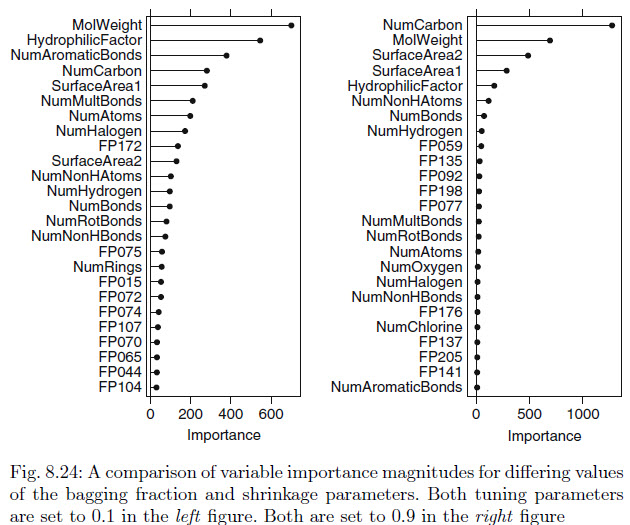 MolWeight
HydrophilicFactor
NumAromaticBonds
NumCarbon
SurfaceArea1
NumMultBonds
NumAtoms
NumHalogen
FP172
SurfaceArea2
NumNonHAtoms
NumHydrogen
NumBonds
NumRotBonds
NumNonHBonds
FP075
NumRings
FP015
FP072
FP074
FP107
FP070
FP065
FP044
FP104
0 200 400 600
Importance
NumCarbon
MolWeight
SurfaceArea2
SurfaceArea1
HydrophilicFactor
NumNonHAtoms
NumBonds
NumHydrogen
FP059
FP135
FP092
FP198
FP077
NumMultBonds
NumRotBonds
NumAtoms
NumOxygen
NumHalogen
NumNonHBonds
FP176
NumChlorine
FP137
FP205
FP141
NumAromaticBonds
0 500 1000
Importance
Fig. 8.24: A comparison of variable importance magnitudes for differing values
of the bagging fraction and shrinkage parameters. Both tuning parameters
are set to 0.1 in the left figure. Both are set to 0.9 in the right figure